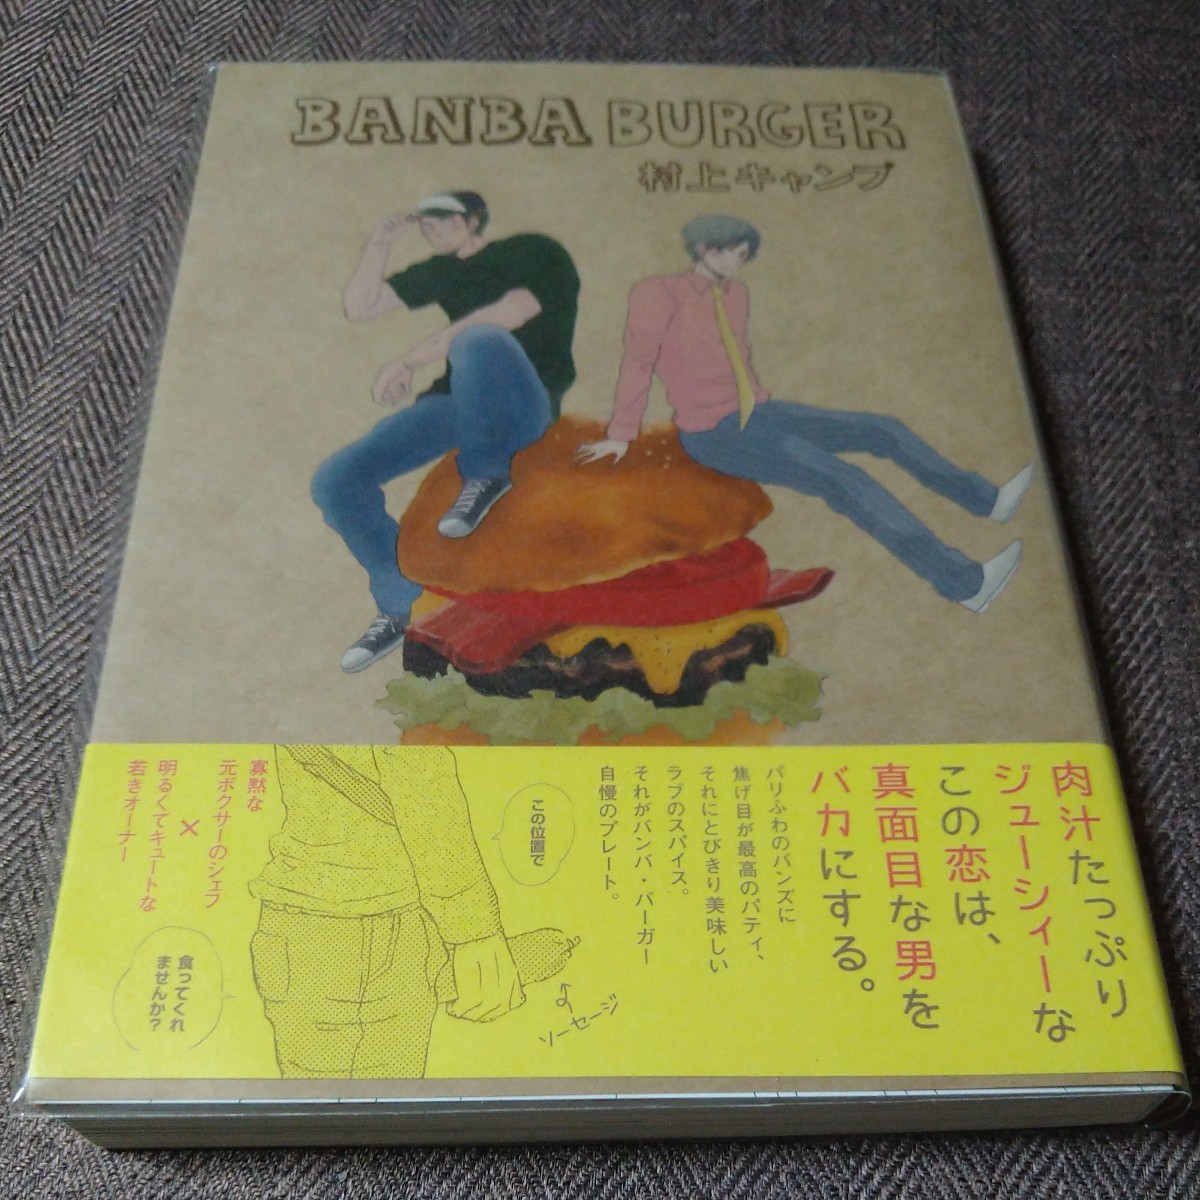 BANBA BURGER
村上キャンプ
肉汁たっぷり
ジューシィーな
この恋は、
真面目な男を
バカにする。
パリふわのバンズに
焦げ目が最高のパティ、
それにとびきり美味しい
ラブのスパイス。
それがバンバ・バーガー
自慢のプレート。
この位置で
ソーセージ
寡黙な
元ボクサーのシェフ
×
明るくてキュートな
若きオーナー
食ってくれ
ませんか?